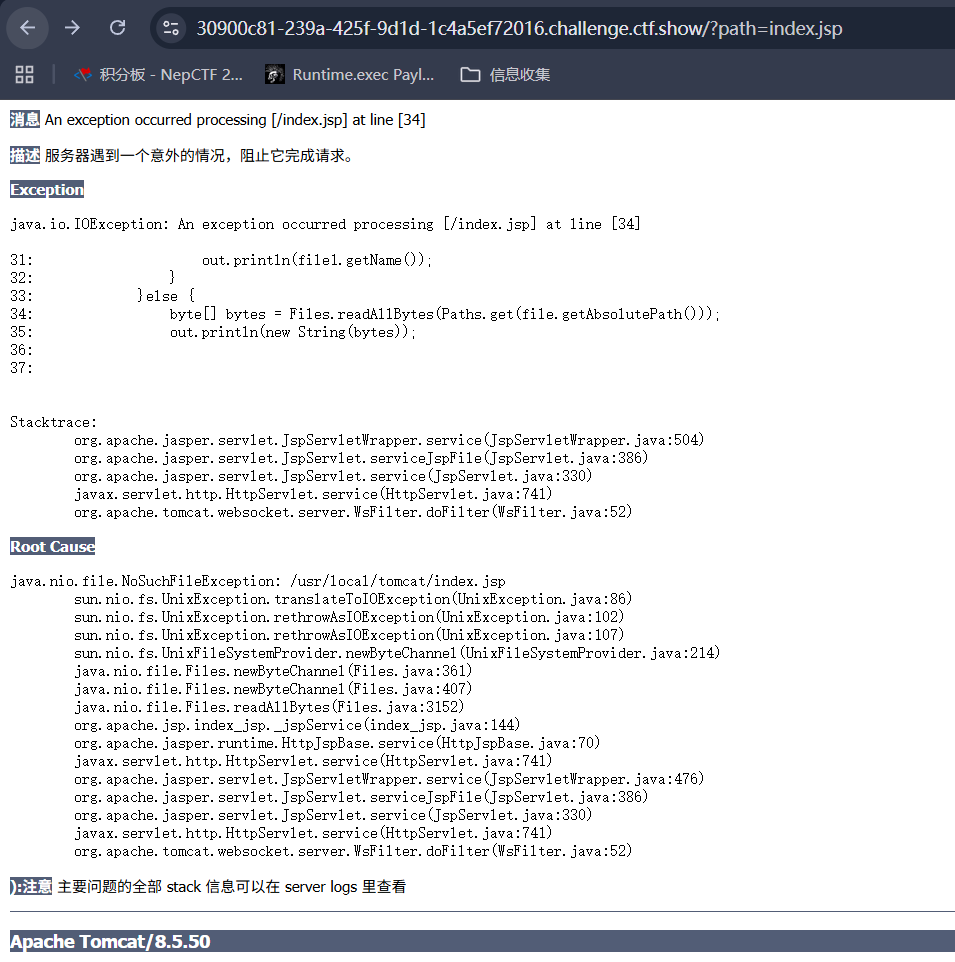 30900c81-239a-425f-9d1d-1c4a5ef72016.challenge.ctf.show/?path=index.jsp
积分板 - NepCTF 2... Runtime.exec Payl... 信息收集
消息 An exception occurred processing [/index.jsp] at line [34]
描述 服务器遇到一个意外的情况，阻止它完成请求。
Exception
java.io.IOException: An exception occurred processing [/index.jsp] at line [34]
31:                     out.println(file1.getName());
32:                 }
33:             }else {
34:                 byte[] bytes = Files.readAllBytes(Paths.get(file.getAbsolutePath()));
35:                 out.println(new String(bytes));
36:
37:
Stacktrace:
org.apache.jasper.servlet.JspServletWrapper.service(JspServletWrapper.java:504)
org.apache.jasper.servlet.JspServlet.serviceJspFile(JspServlet.java:386)
org.apache.jasper.servlet.JspServlet.service(JspServlet.java:330)
javax.servlet.http.HttpServlet.service(HttpServlet.java:741)
org.apache.tomcat.websocket.server.WsFilter.doFilter(WsFilter.java:52)
Root Cause
java.nio.file.NoSuchFileException: /usr/local/tomcat/index.jsp
sun.nio.fs.UnixException.translateToIOException(UnixException.java:86)
sun.nio.fs.UnixException.rethrowAsIOException(UnixException.java:102)
sun.nio.fs.UnixException.rethrowAsIOException(UnixException.java:107)
sun.nio.fs.UnixFileSystemProvider.newByteChannel(UnixFileSystemProvider.java:214)
java.nio.file.Files.newByteChannel(Files.java:361)
java.nio.file.Files.newByteChannel(Files.java:407)
java.nio.file.Files.readAllBytes(Files.java:3152)
org.apache.jsp.index_jsp._jspService(index_jsp.java:144)
org.apache.jasper.runtime.HttpJspBase.service(HttpJspBase.java:70)
javax.servlet.http.HttpServlet.service(HttpServlet.java:741)
org.apache.jasper.servlet.JspServletWrapper.service(JspServletWrapper.java:476)
org.apache.jasper.servlet.JspServlet.serviceJspFile(JspServlet.java:386)
org.apache.jasper.servlet.JspServlet.service(JspServlet.java:330)
javax.servlet.http.HttpServlet.service(HttpServlet.java:741)
org.apache.tomcat.websocket.server.WsFilter.doFilter(WsFilter.java:52)
):注意 主要问题的全部 stack 信息可以在 server logs 里查看
Apache Tomcat/8.5.50